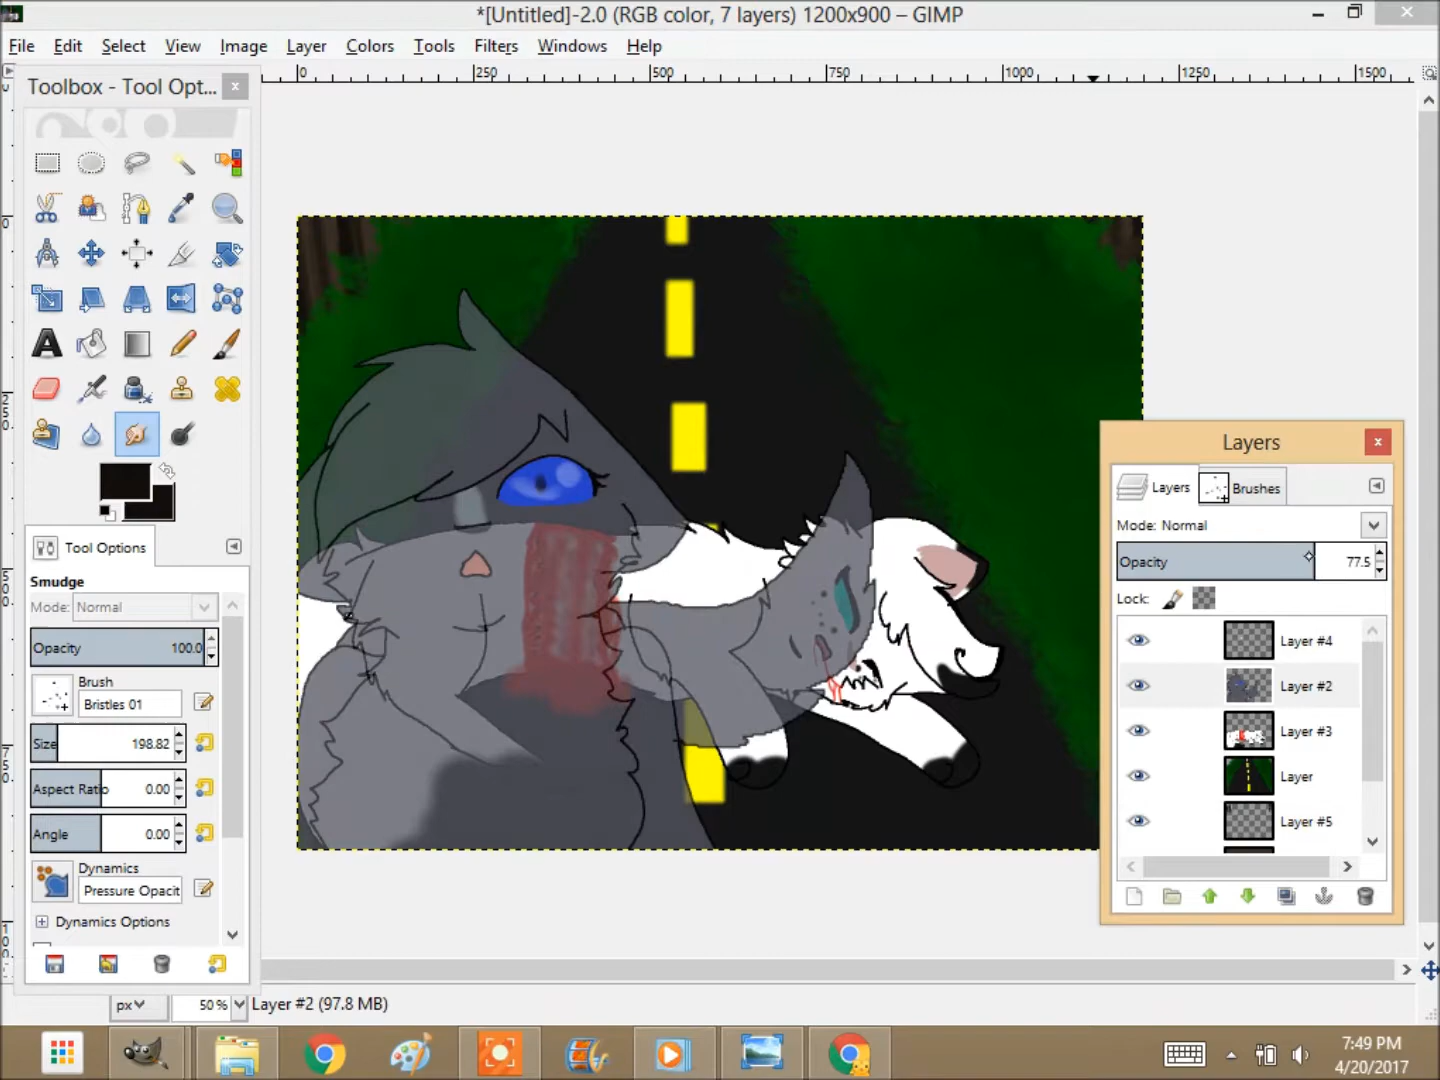 *[Untitled]-2.0 (RGB color, 7 layers) 1200x900 – GIMP
File Edit Select View Image Layer Colors Tools Filters Windows Help
Toolbox - Tool Opt...
0 250 500 750 1000 1250 1500
0
250
500
750
Tool Options
Smudge
Mode: Normal
Opacity 100.0
Brush
Bristles 01
Size 198.82
Aspect Ratio 0.00
Angle 0.00
Dynamics
Pressure Opacit
Dynamics Options
Layers
Layers Brushes
Mode: Normal
Opacity 77.5
Lock:
Layer #4
Layer #2
Layer #3
Layer
Layer #5
px 50 % Layer #2 (97.8 MB)
7:49 PM
4/20/2017